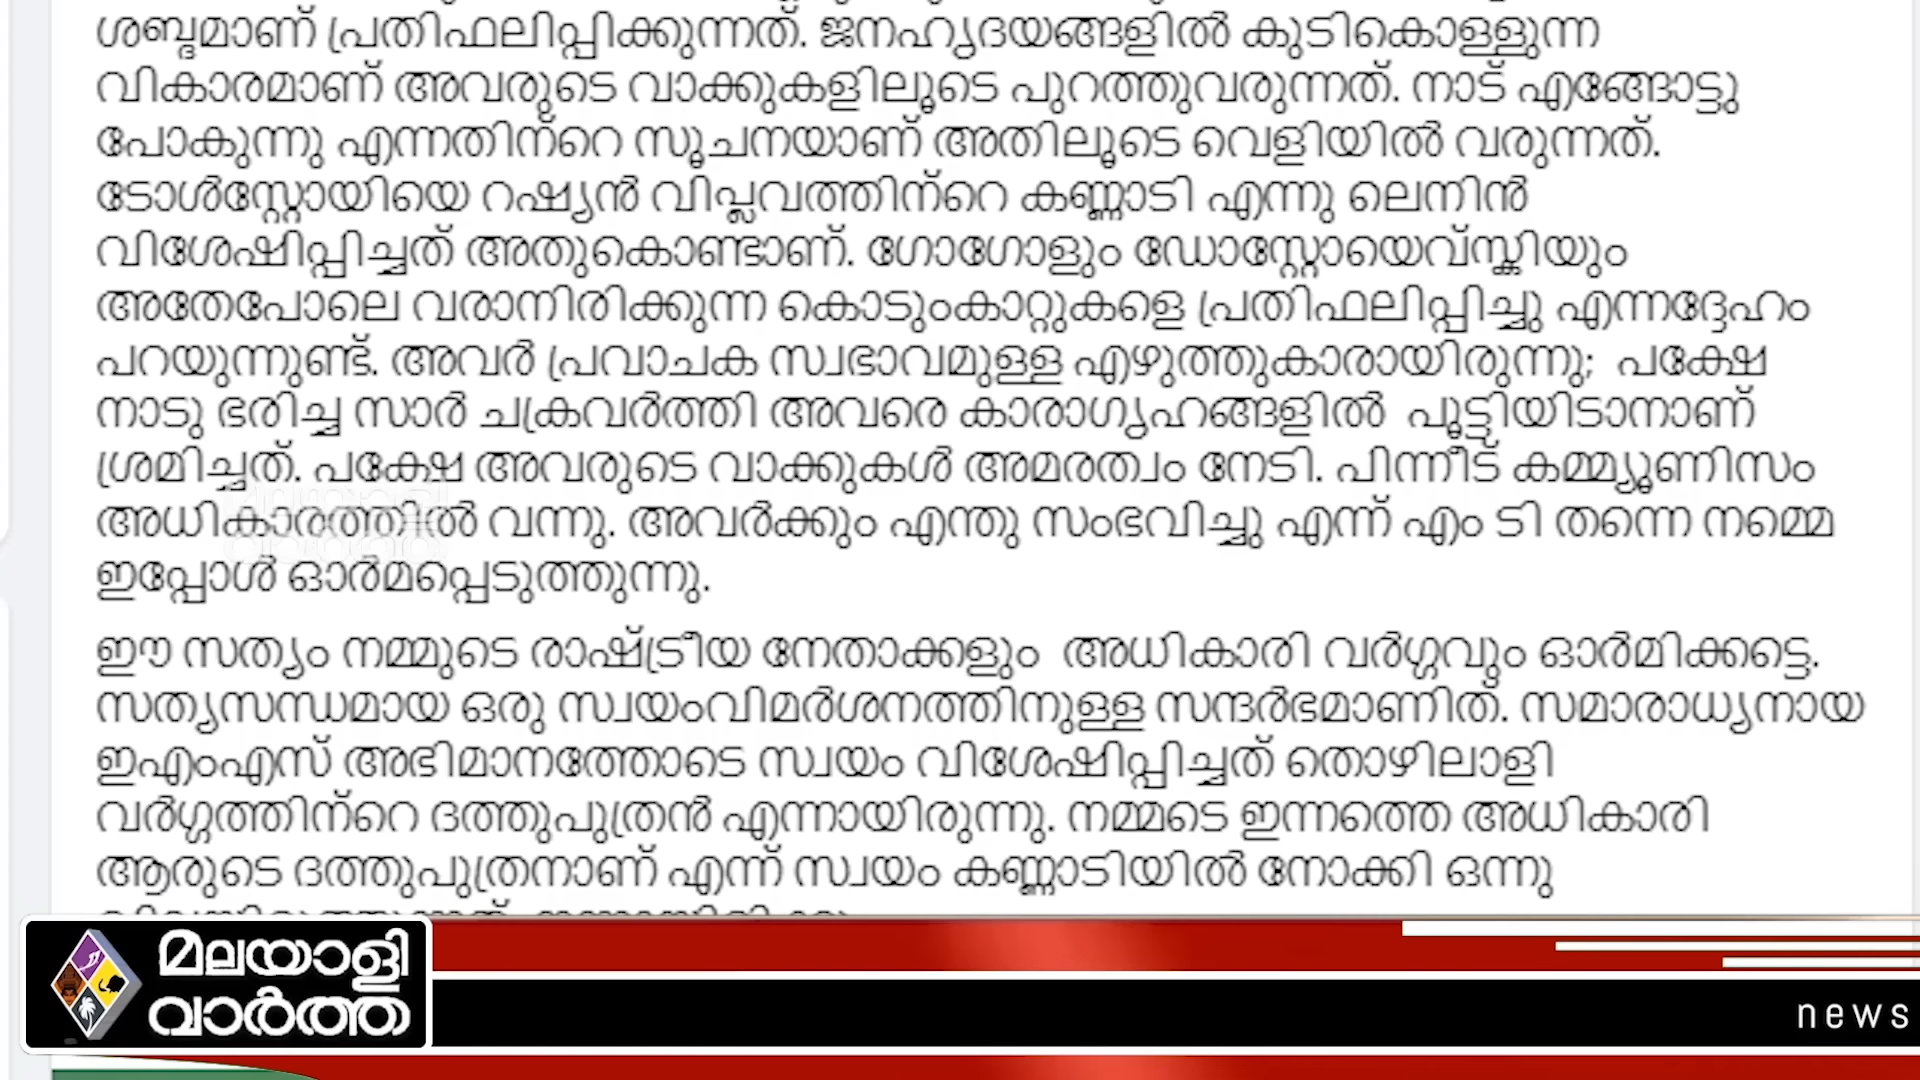 ശബ്ദമാണ് പ്രതിഫലിപ്പിക്കുന്നത്. ജനഹൃദയങ്ങളിൽ കുടികൊള്ളുന്ന
വികാരമാണ് അവരുടെ വാക്കുകളിലൂടെ പുറത്തുവരുന്നത്. നാട് എങ്ങോട്ടു
പോകുന്നു എന്നതിന്റെ സൂചനയാണ് അതിലൂടെ വെളിയിൽ വരുന്നത്.
ടോൾസ്റ്റോയിയെ റഷ്യൻ വിപ്ലവത്തിന്റെ കണ്ണാടി എന്നു ലെനിൻ
വിശേഷിപ്പിച്ചത് അതുകൊണ്ടാണ്. ഗോഗോളും ഡോസ്റ്റോയെവ്സ്കിയും
അതേപോലെ വരാനിരിക്കുന്ന കൊടുംകാറ്റുകളെ പ്രതിഫലിപ്പിച്ചു എന്നദ്ദേഹം
പറയുന്നുണ്ട്. അവർ പ്രവാചക സ്വഭാവമുള്ള എഴുത്തുകാരായിരുന്നു; പക്ഷേ
നാടു ഭരിച്ച സാർ ചക്രവർത്തി അവരെ കാരാഗൃഹങ്ങളിൽ പൂട്ടിയിടാനാണ്
ശ്രമിച്ചത്. പക്ഷേ അവരുടെ വാക്കുകൾ അമരത്വം നേടി. പിന്നീട് കമ്മ്യൂണിസം
അധികാരത്തിൽ വന്നു. അവർക്കും എന്തു സംഭവിച്ചു എന്ന് എം ടി തന്നെ നമ്മെ
ഇപ്പോൾ ഓർമപ്പെടുത്തുന്നു.
ഈ സത്യം നമ്മുടെ രാഷ്ട്രീയ നേതാക്കളും അധികാരി വർഗ്ഗവും ഓർമിക്കട്ടെ.
സത്യസന്ധമായ ഒരു സ്വയംവിമർശനത്തിനുള്ള സന്ദർഭമാണിത്. സമാരാധ്യനായ
ഇഎംഎസ് അഭിമാനത്തോടെ സ്വയം വിശേഷിപ്പിച്ചത് തൊഴിലാളി
വർഗ്ഗത്തിന്റെ ദത്തുപുത്രൻ എന്നായിരുന്നു. നമ്മടെ ഇന്നത്തെ അധികാരി
ആരുടെ ദത്തുപുത്രനാണ് എന്ന് സ്വയം കണ്ണാടിയിൽ നോക്കി ഒന്നു
മലയാളി
വാർത്ത
news